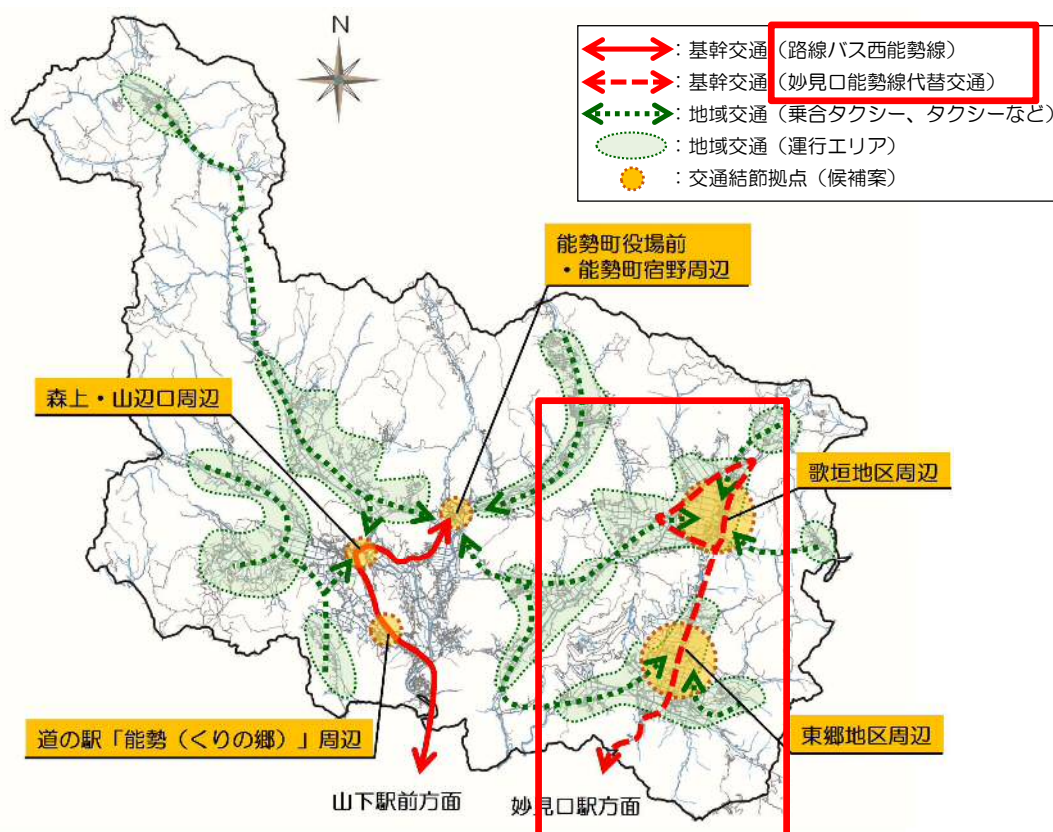 N
：基幹交通（路線バス西能勢線）
：基幹交通（妙見口能勢線代替交通）
：地域交通（乗合タクシー、タクシーなど）
：地域交通（運行エリア）
：交通結節拠点（候補案）
能勢町役場前
・能勢町宿野周辺
森上・山辺口周辺
歌垣地区周辺
道の駅「能勢（くりの郷）」周辺
東郷地区周辺
山下駅前方面
妙見口駅方面